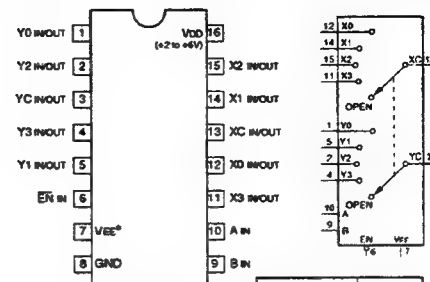 Y0 IN/OUT 1
Y2 IN/OUT 2
YC IN/OUT 3
Y3 IN/OUT 4
Y1 IN/OUT 5
EN IN 6
7 VEE*
8 GND
VDD 16
(+2 to +6V)
15 X2 IN/OUT
14 X1 IN/OUT
13 XC IN/OUT
12 X0 IN/OUT
11 X3 IN/OUT
10 A IN
9 B IN
12 X0
14 X1
15 X2
11 X3
XC
OPEN
1 Y0
5 Y1
2 Y2
4 Y3
YC
OPEN
10 A
9 B
EN VEE
6 7